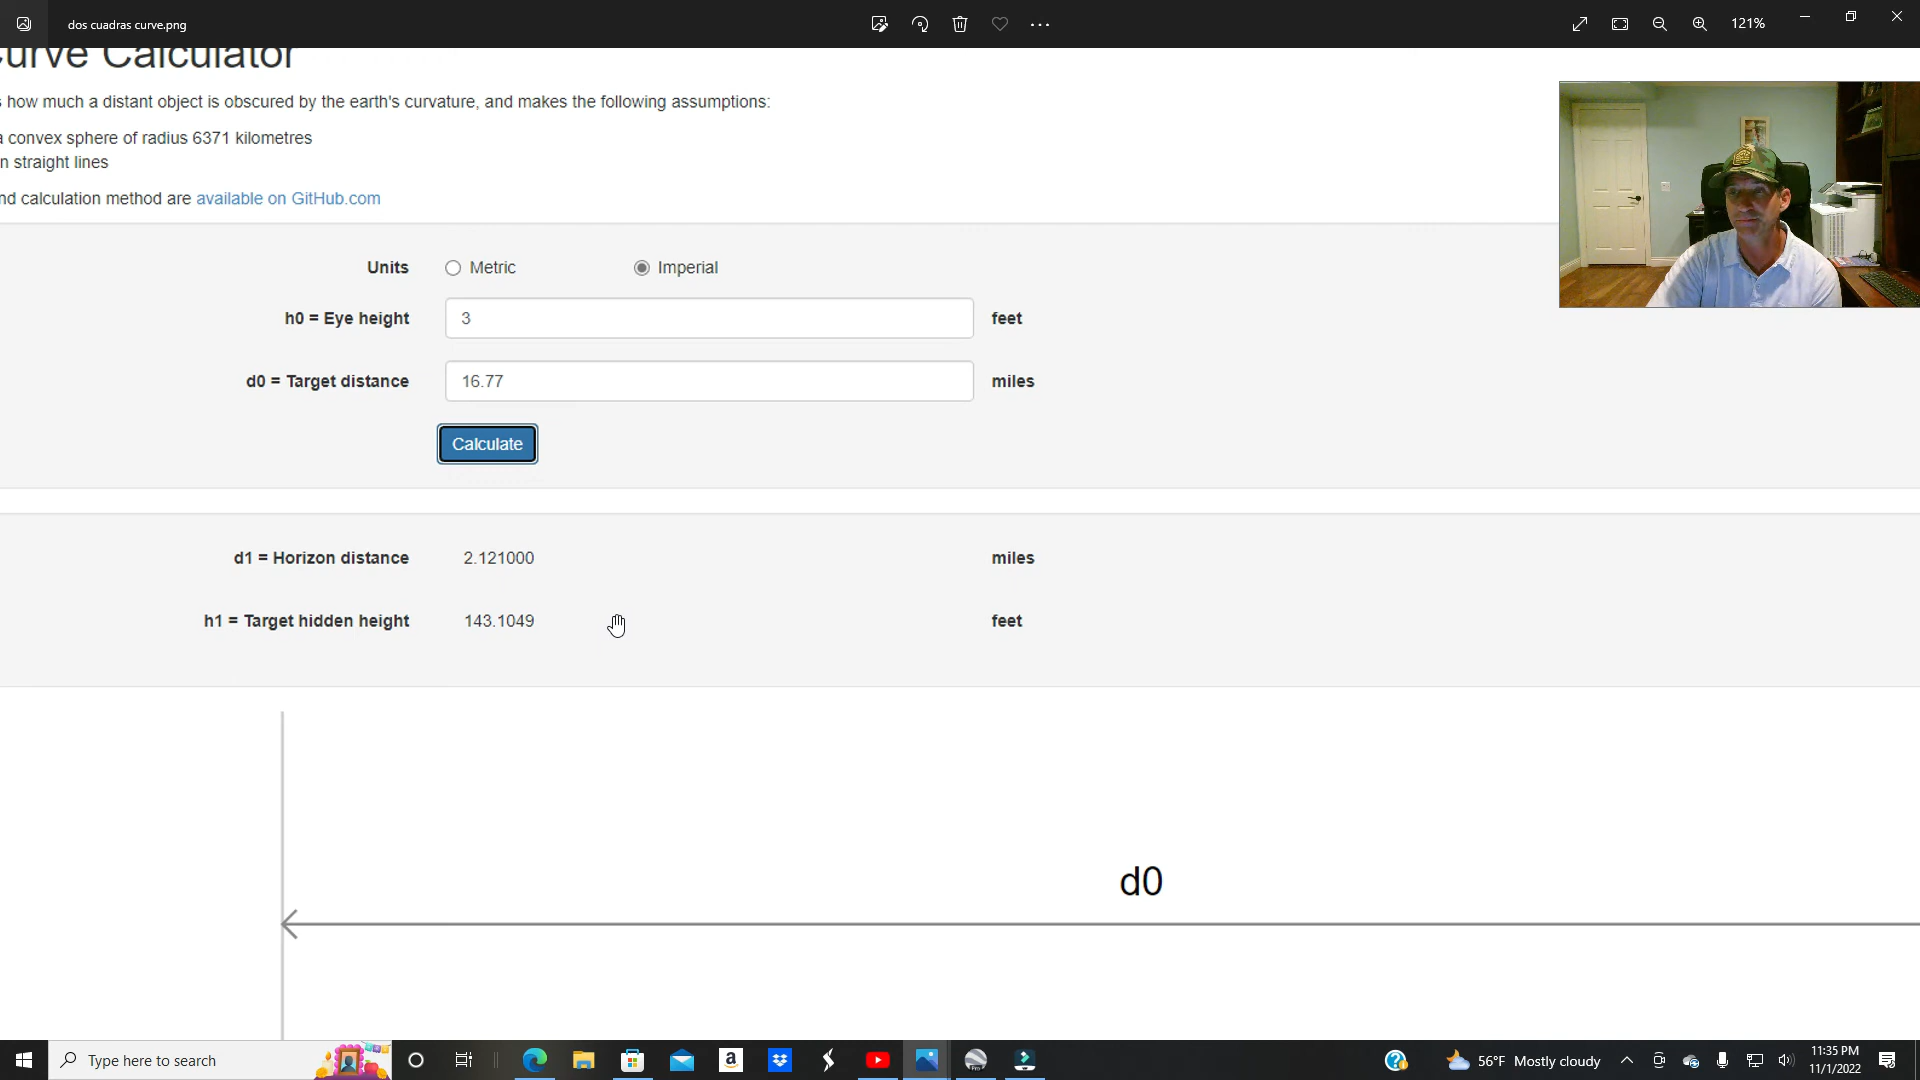 dos cuadras curve.png
121%
Curve Calculator
s how much a distant object is obscured by the earth's curvature, and makes the following assumptions:
a convex sphere of radius 6371 kilometres
n straight lines
nd calculation method are available on GitHub.com
Units Metric Imperial
h0 = Eye height 3 feet
d0 = Target distance 16.77 miles
Calculate
d1 = Horizon distance 2.121000 miles
h1 = Target hidden height 143.1049 feet
d0
Type here to search
56°F Mostly cloudy
11:35 PM
11/1/2022